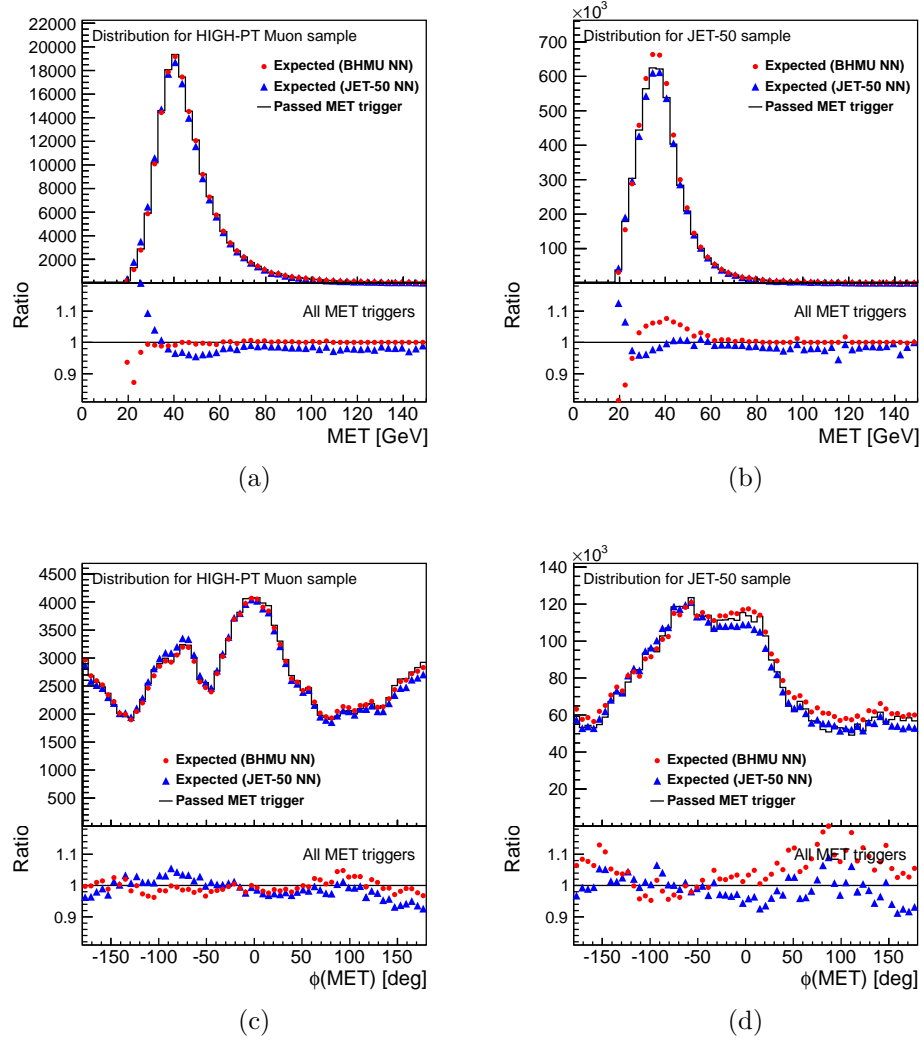 Distribution for HIGH-PT Muon sample
Expected (BHMU NN)
Expected (JET-50 NN)
Passed MET trigger
22000
20000
18000
16000
14000
12000
10000
8000
6000
4000
2000
Ratio
All MET triggers
1.1
1
0.9
0 20 40 60 80 100 120 140
MET [GeV]
(a)
×10³
Distribution for JET-50 sample
Expected (BHMU NN)
Expected (JET-50 NN)
Passed MET trigger
700
600
500
400
300
200
100
Ratio
All MET triggers
1.1
1
0.9
0 20 40 60 80 100 120 140
MET [GeV]
(b)
Distribution for HIGH-PT Muon sample
4500
4000
3500
3000
2500
2000
1500
1000
500
Expected (BHMU NN)
Expected (JET-50 NN)
Passed MET trigger
Ratio
All MET triggers
1.1
1
0.9
-150 -100 -50 0 50 100 150
ϕ(MET) [deg]
(c)
×10³
Distribution for JET-50 sample
140
120
100
80
60
40
20
0
Expected (BHMU NN)
Expected (JET-50 NN)
Passed MET trigger
Ratio
All MET triggers
1.1
1
0.9
-150 -100 -50 0 50 100 150
ϕ(MET) [deg]
(d)